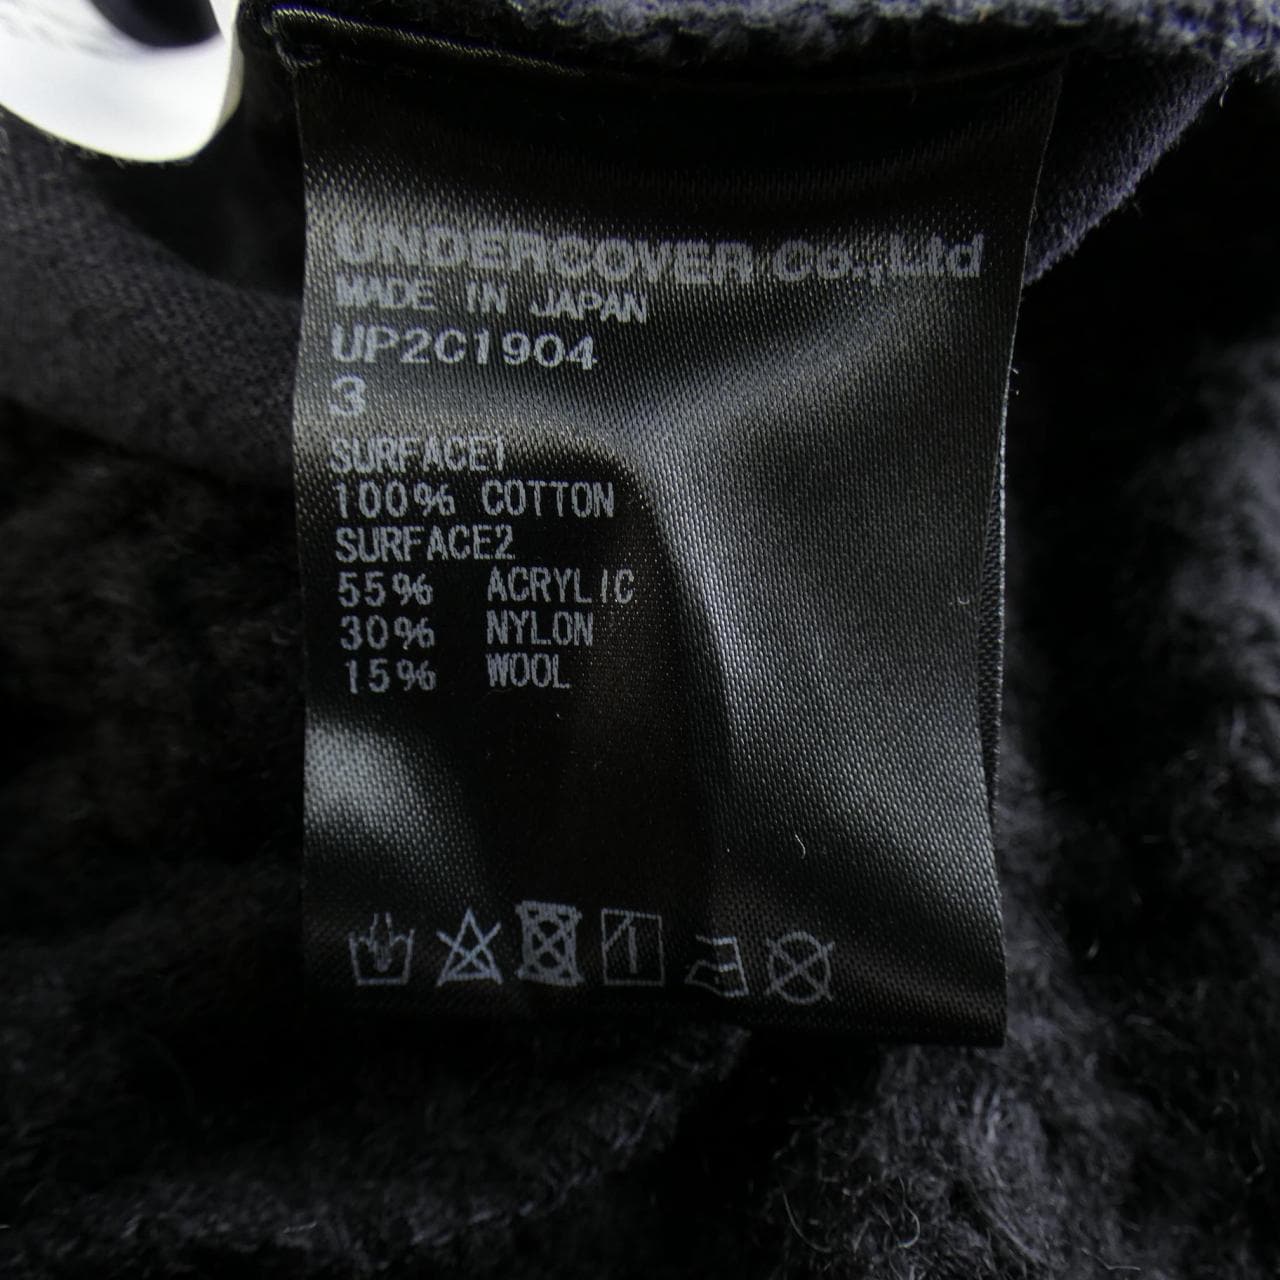 UNDERCOVER Co.,Ltd
MADE IN JAPAN
UP2C1904
3
SURFACE1
100% COTTON
SURFACE2
55% ACRYLIC
30% NYLON
15% WOOL